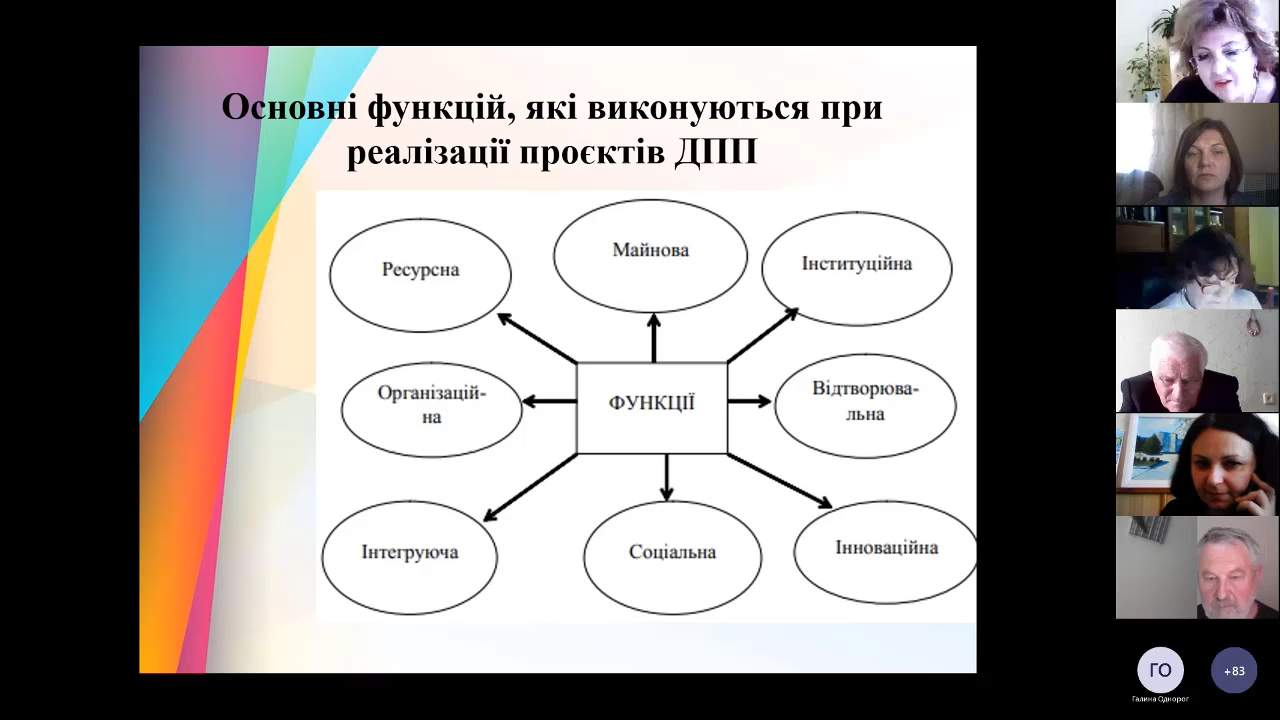 Основні функцій, які виконуються при
реалізації проєктів ДПП
Ресурсна
Майнова
Інституційна
Організацій-
на
ФУНКЦІЇ
Відтворюва-
льна
Інтегруюча
Соціальна
Інноваційна
ГО
+83
Галина Однорог